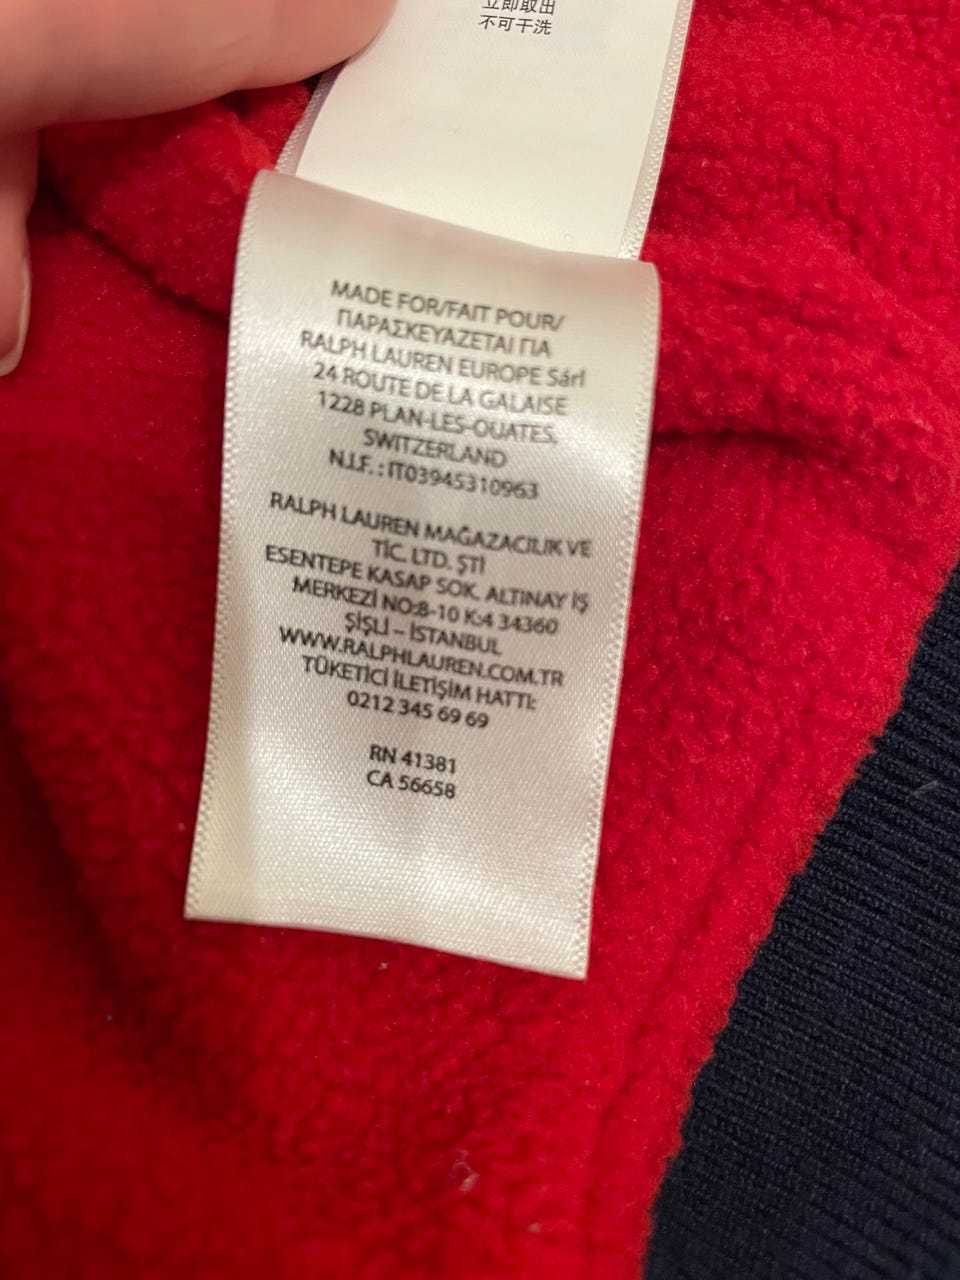 立即取出
不可干洗
MADE FOR/FAIT POUR/
ΠΑΡΑΣΚΕΥΑΖΕΤΑΙ ΓΙΑ
RALPH LAUREN EUROPE Sárl
24 ROUTE DE LA GALAISE
1228 PLAN-LES-OUATES,
SWITZERLAND
N.I.F. : IT03945310963
RALPH LAUREN MAĞAZACILIK VE
TİC. LTD. ŞTİ
ESENTEPE KASAP SOK. ALTINAY İŞ
MERKEZİ NO:8-10 K:4 34360
ŞİŞLİ – İSTANBUL
WWW.RALPHLAUREN.COM.TR
TÜKETİCİ İLETİŞİM HATTI:
0212 345 69 69
RN 41381
CA 56658